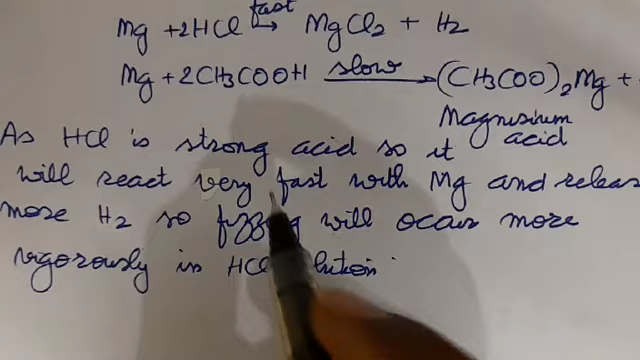 Mg + 2HCl fast → MgCl2 + H2
Mg + 2CH3COOH slow → (CH3COO)2Mg +
Magnusium
As HCl is strong acid so it acid
will react very fast with Mg and releas
more H2 so fizzing will occur more
vigorously in HCl